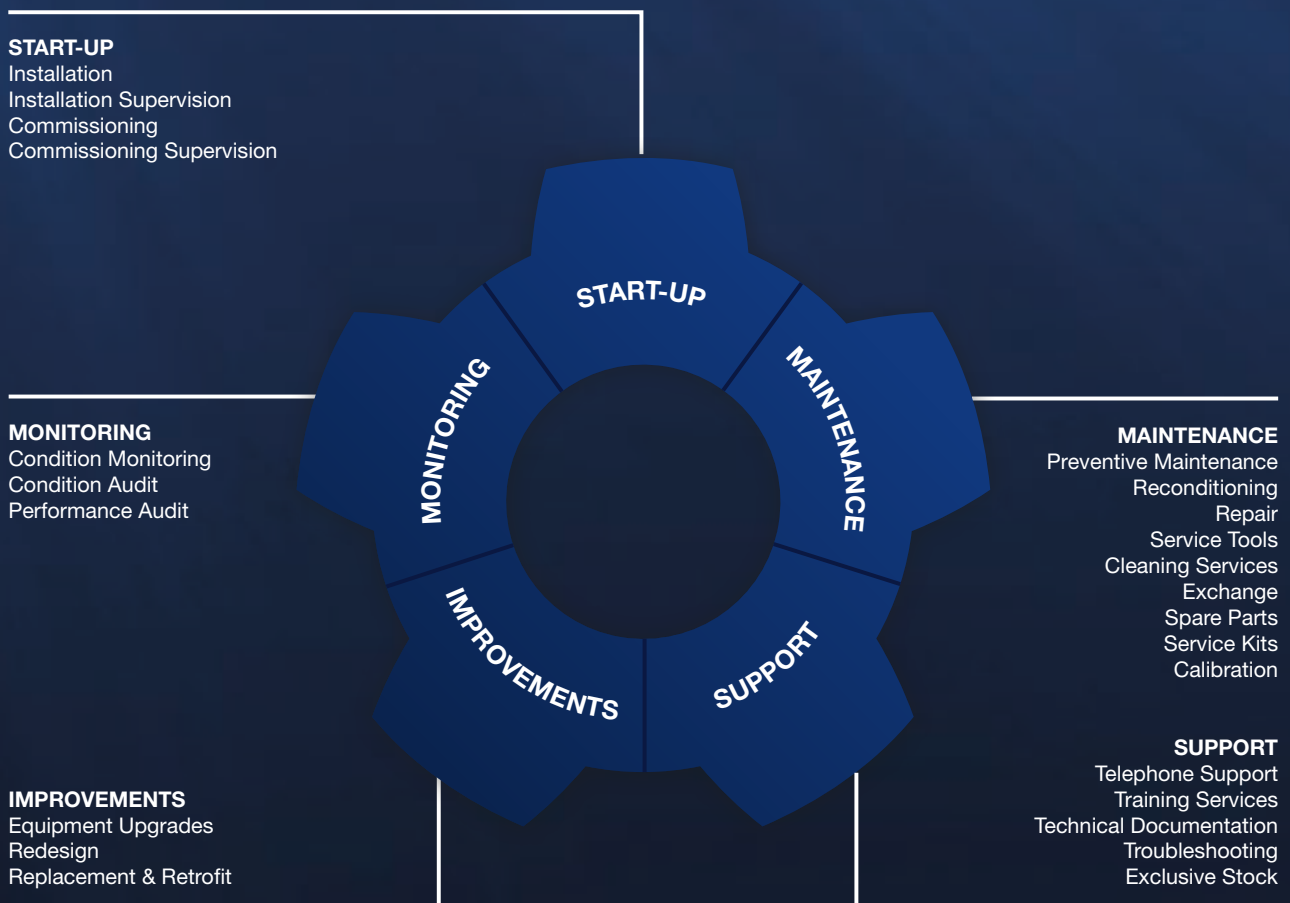 START-UP
Installation
Installation Supervision
Commissioning
Commissioning Supervision
START-UP
MAINTENANCE
SUPPORT
IMPROVEMENTS
MONITORING
MONITORING
Condition Monitoring
Condition Audit
Performance Audit
MAINTENANCE
Preventive Maintenance
Reconditioning
Repair
Service Tools
Cleaning Services
Exchange
Spare Parts
Service Kits
Calibration
IMPROVEMENTS
Equipment Upgrades
Redesign
Replacement & Retrofit
SUPPORT
Telephone Support
Training Services
Technical Documentation
Troubleshooting
Exclusive Stock